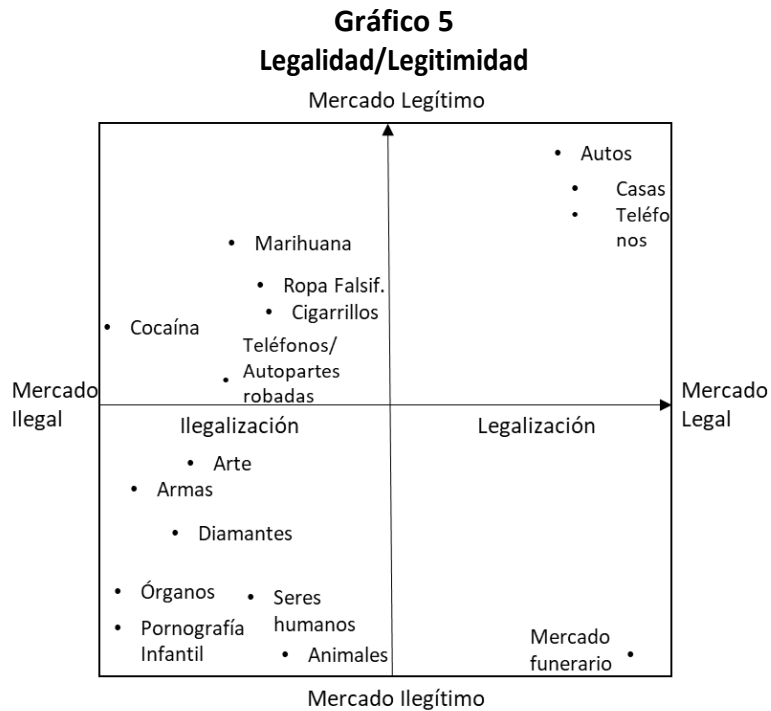 Gráfico 5
Legalidad/Legitimidad
Mercado Legítimo
Autos
Casas
Teléfo
nos
Marihuana
Ropa Falsif.
Cigarrillos
Cocaína
Teléfonos/
Autopartes
robadas
Mercado
Ilegal
Mercado
Legal
Ilegalización
Legalización
Arte
Armas
Diamantes
Órganos
Seres
humanos
Pornografía
Infantil
Animales
Mercado
funerario
Mercado Ilegítimo